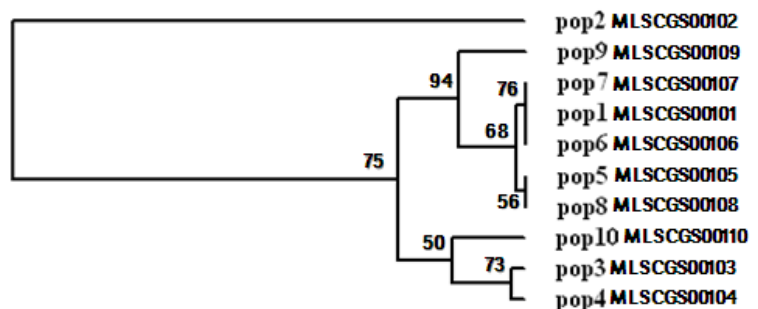 pop2 MLSCGS00102
pop9 MLSCGS00109
94
pop7 MLSCGS00107
76
pop1 MLSCGS00101
68
pop6 MLSCGS00106
75
pop5 MLSCGS00105
56
pop8 MLSCGS00108
50
pop10 MLSCGS00110
73
pop3 MLSCGS00103
pop4 MLSCGS00104